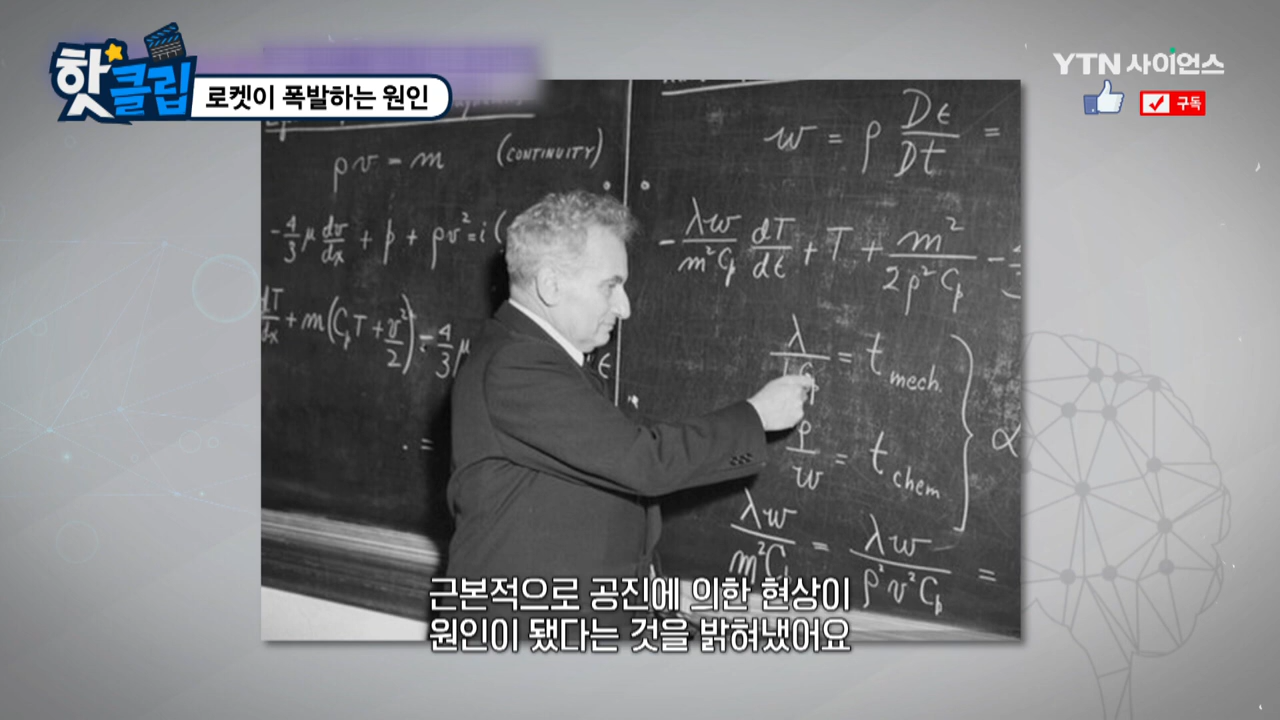 핫클립
로켓이 폭발하는 원인
YTN 사이언스
구독
ρv = m (CONTINUITY)
-4/3 μ dv/dx + p + ρv² = i (
dT/dx + m(CpT + v²/2) - 4/3 μ
. =
w = ρ Dε/Dt =
-λw/m²Cp dT/dε + T + m²/2ρ²Cp - 4
λ/Cp = t mech.
ρ/w = t chem
λw/m²Cp = λw/ρ²v²Cp =
근본적으로 공진에 의한 현상이
원인이 됐다는 것을 밝혀냈어요